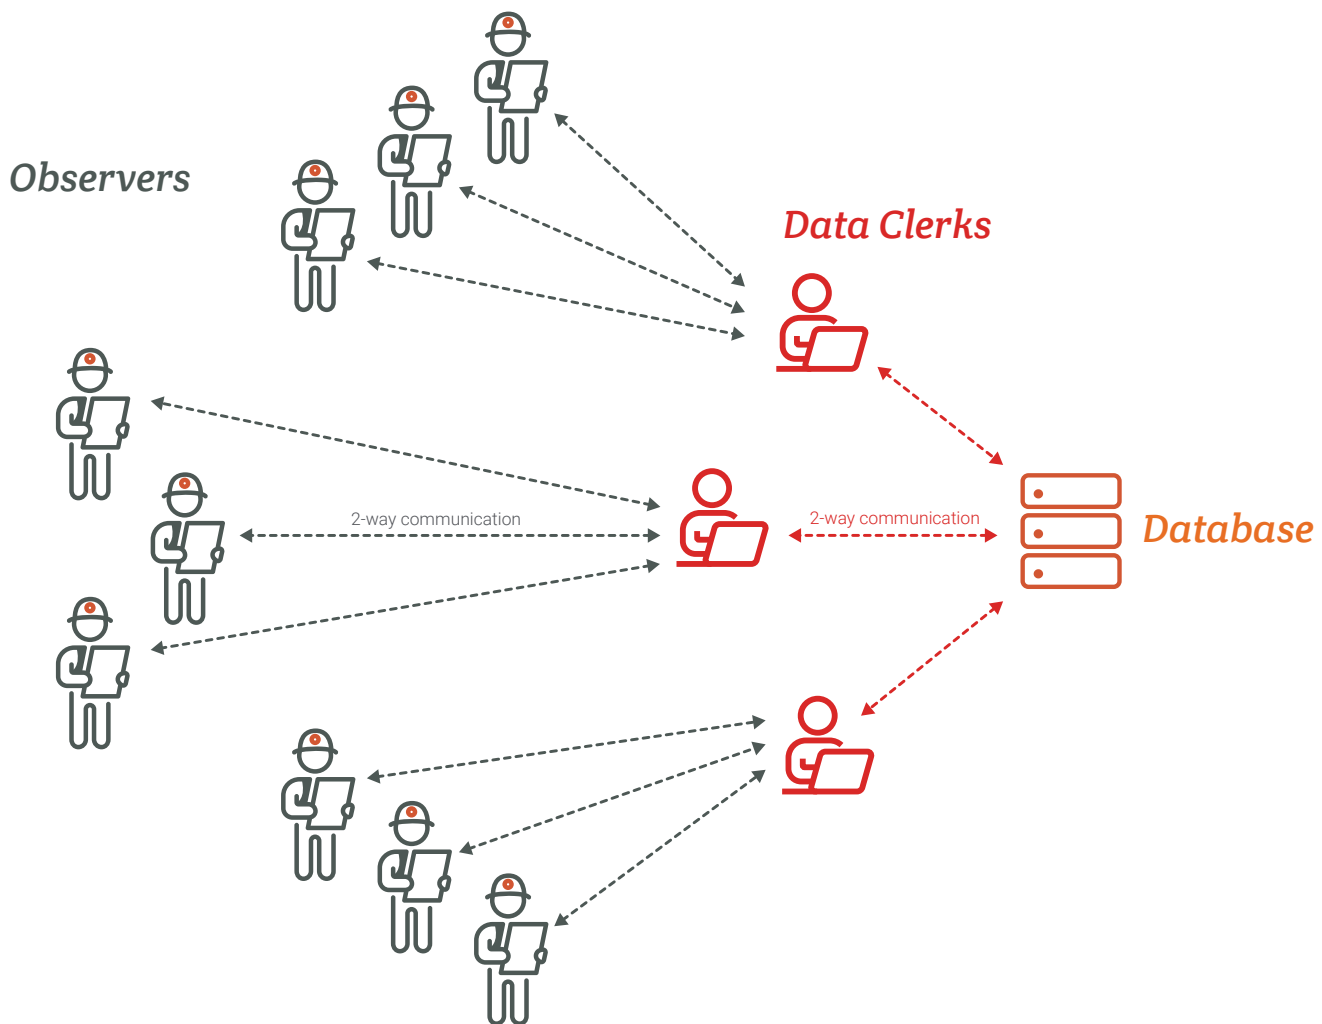 Observers
Data Clerks
2-way communication
2-way communication
Database